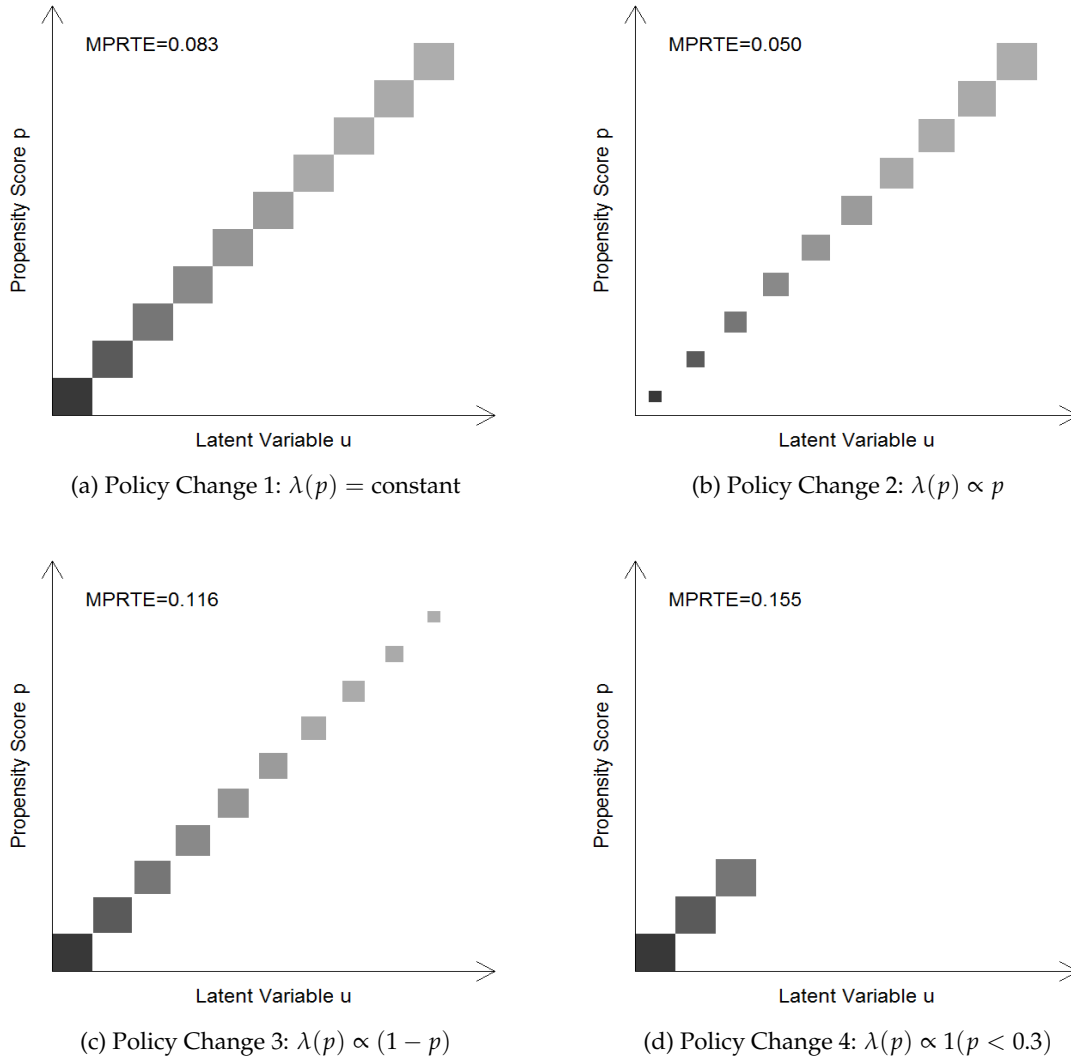 MPRTE=0.083
Propensity Score p
Latent Variable u
(a) Policy Change 1: λ(p) = constant
MPRTE=0.050
Propensity Score p
Latent Variable u
(b) Policy Change 2: λ(p) ∝ p
MPRTE=0.116
Propensity Score p
Latent Variable u
(c) Policy Change 3: λ(p) ∝ (1 − p)
MPRTE=0.155
Propensity Score p
Latent Variable u
(d) Policy Change 4: λ(p) ∝ 1(p < 0.3)